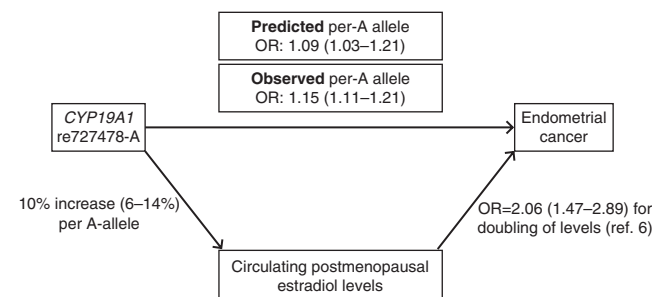 Predicted per-A allele
OR: 1.09 (1.03–1.21)
Observed per-A allele
OR: 1.15 (1.11–1.21)
CYP19A1
re727478-A
Endometrial
cancer
10% increase (6–14%)
per A-allele
OR=2.06 (1.47–2.89) for
doubling of levels (ref. 6)
Circulating postmenopausal
estradiol levels